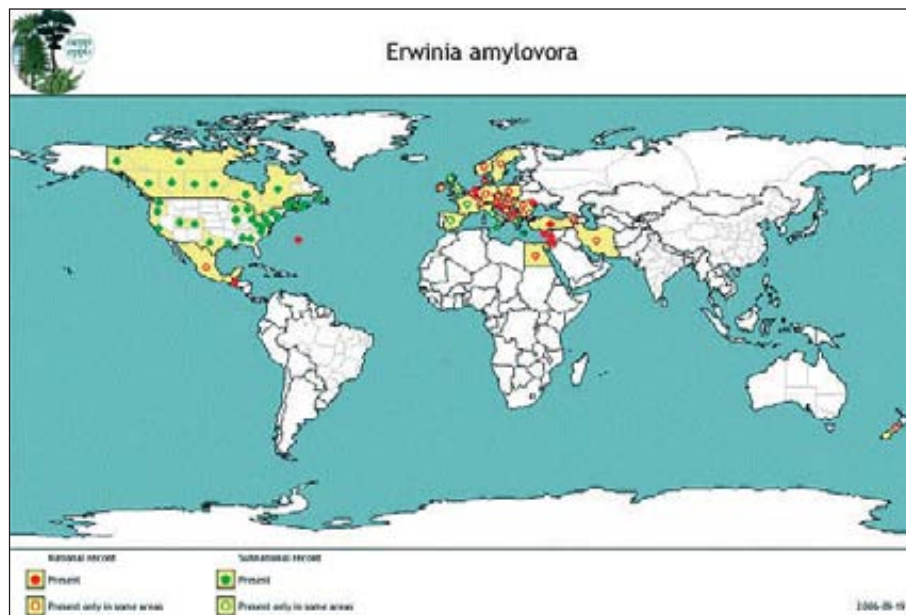 Erwinia amylovora
National record
Subnational record
Present
Present
Present only in some areas
Present only in some areas